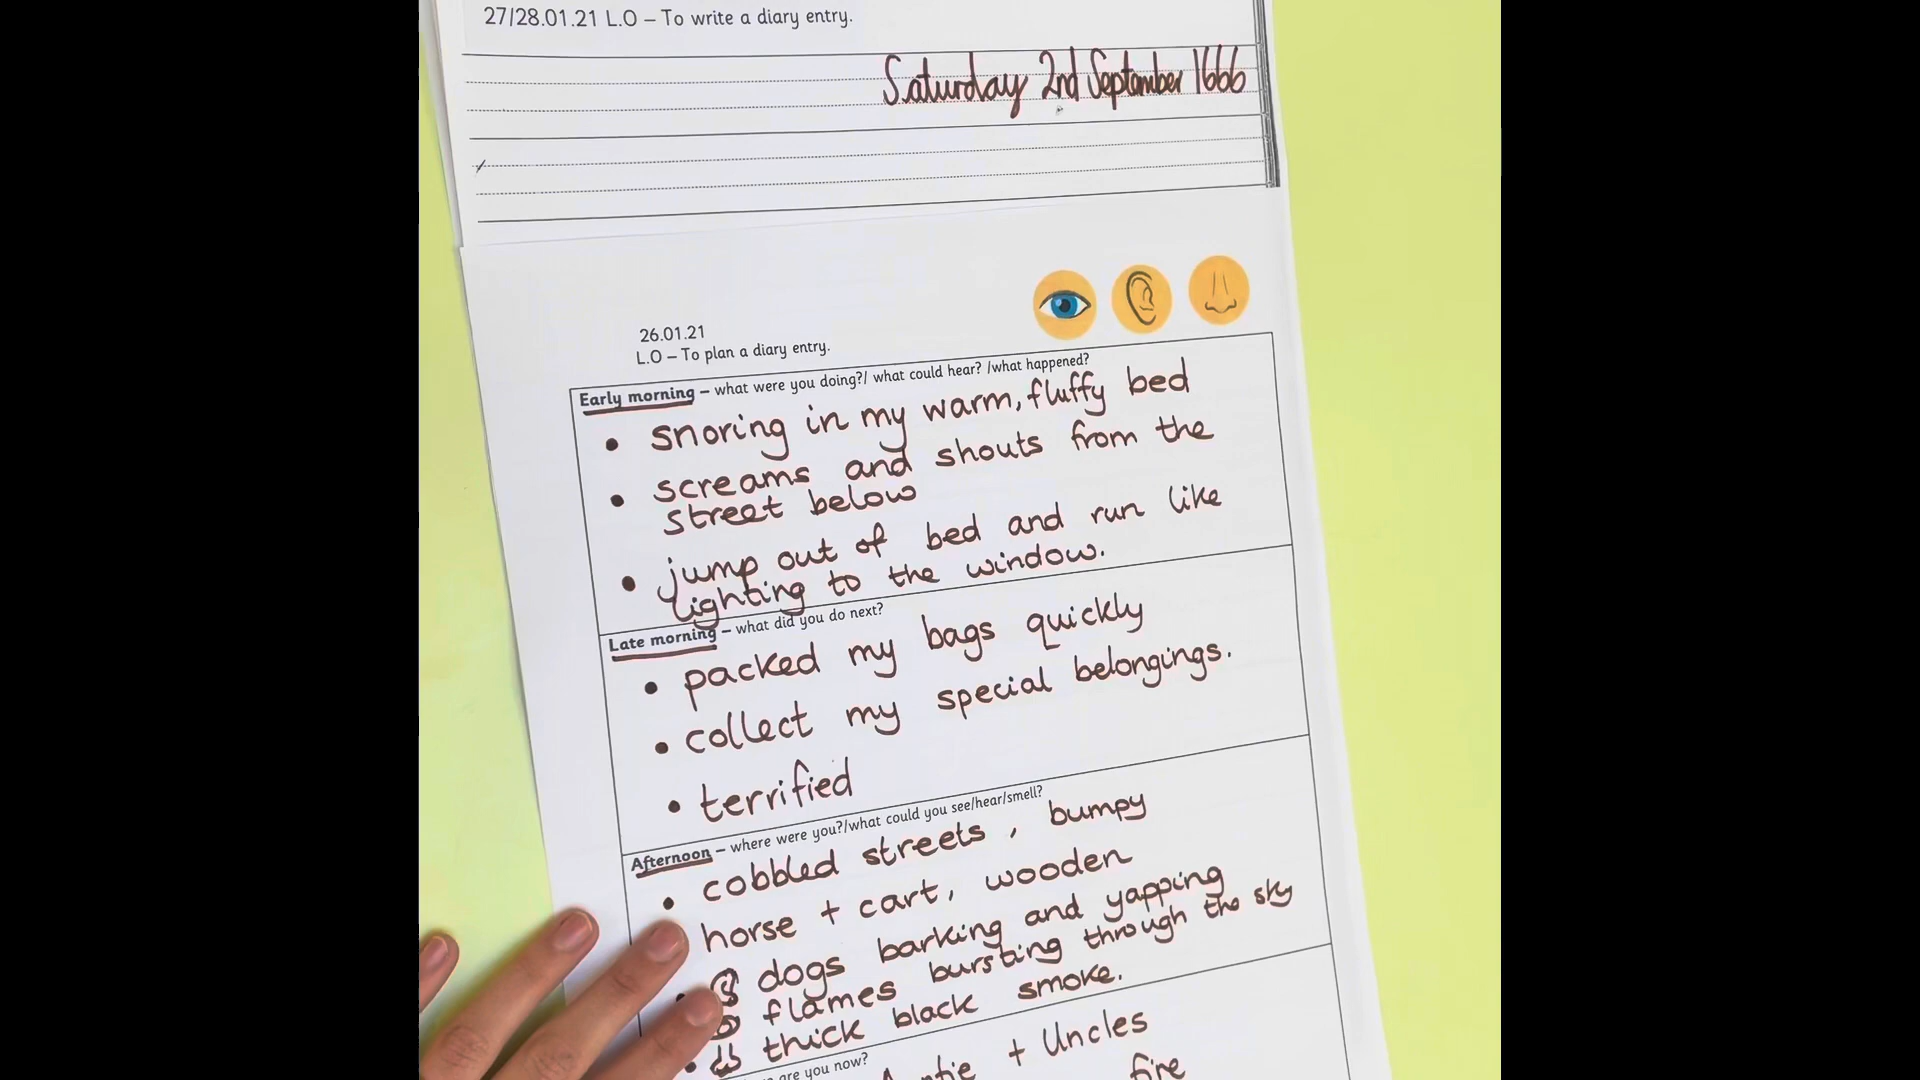 27/28.01.21 L.O – To write a diary entry.
Saturday 2nd September 1666
26.01.21
L.O – To plan a diary entry.
Early morning – what were you doing?/ what could hear? /what happened?
• snoring in my warm, fluffy bed
• screams and shouts from the
street below
• jump out of bed and run like
lighting to the window.
Late morning – what did you do next?
• packed my bags quickly
• collect my special belongings.
• terrified
Afternoon – where were you?/what could you see/hear/smell?
• cobbled streets, bumpy
horse + cart, wooden
• dogs barking and yapping
flames bursting through the sky
• thick black smoke.
are you now?
+ Uncles
fire